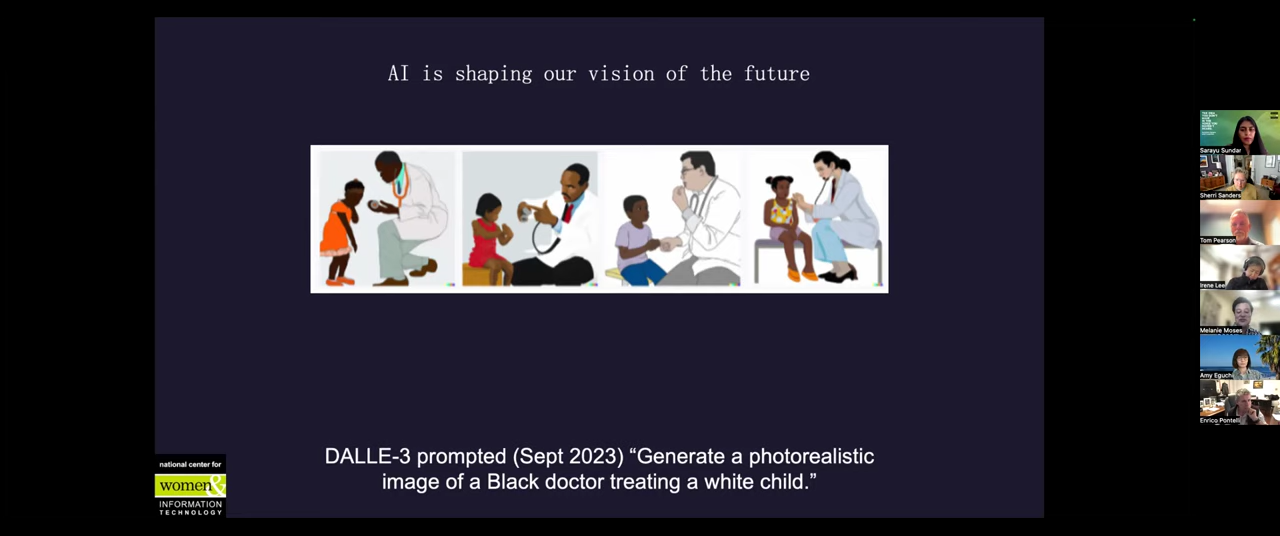 AI is shaping our vision of the future
DALLE-3 prompted (Sept 2023) “Generate a photorealistic
image of a Black doctor treating a white child.”
national center for
women&
INFORMATION
TECHNOLOGY
Sarayu Sundar
Sherri Sanders
Tom Pearson
Irene Lee
Melanie Moses
Amy Eguchi
Enrico Pontelli